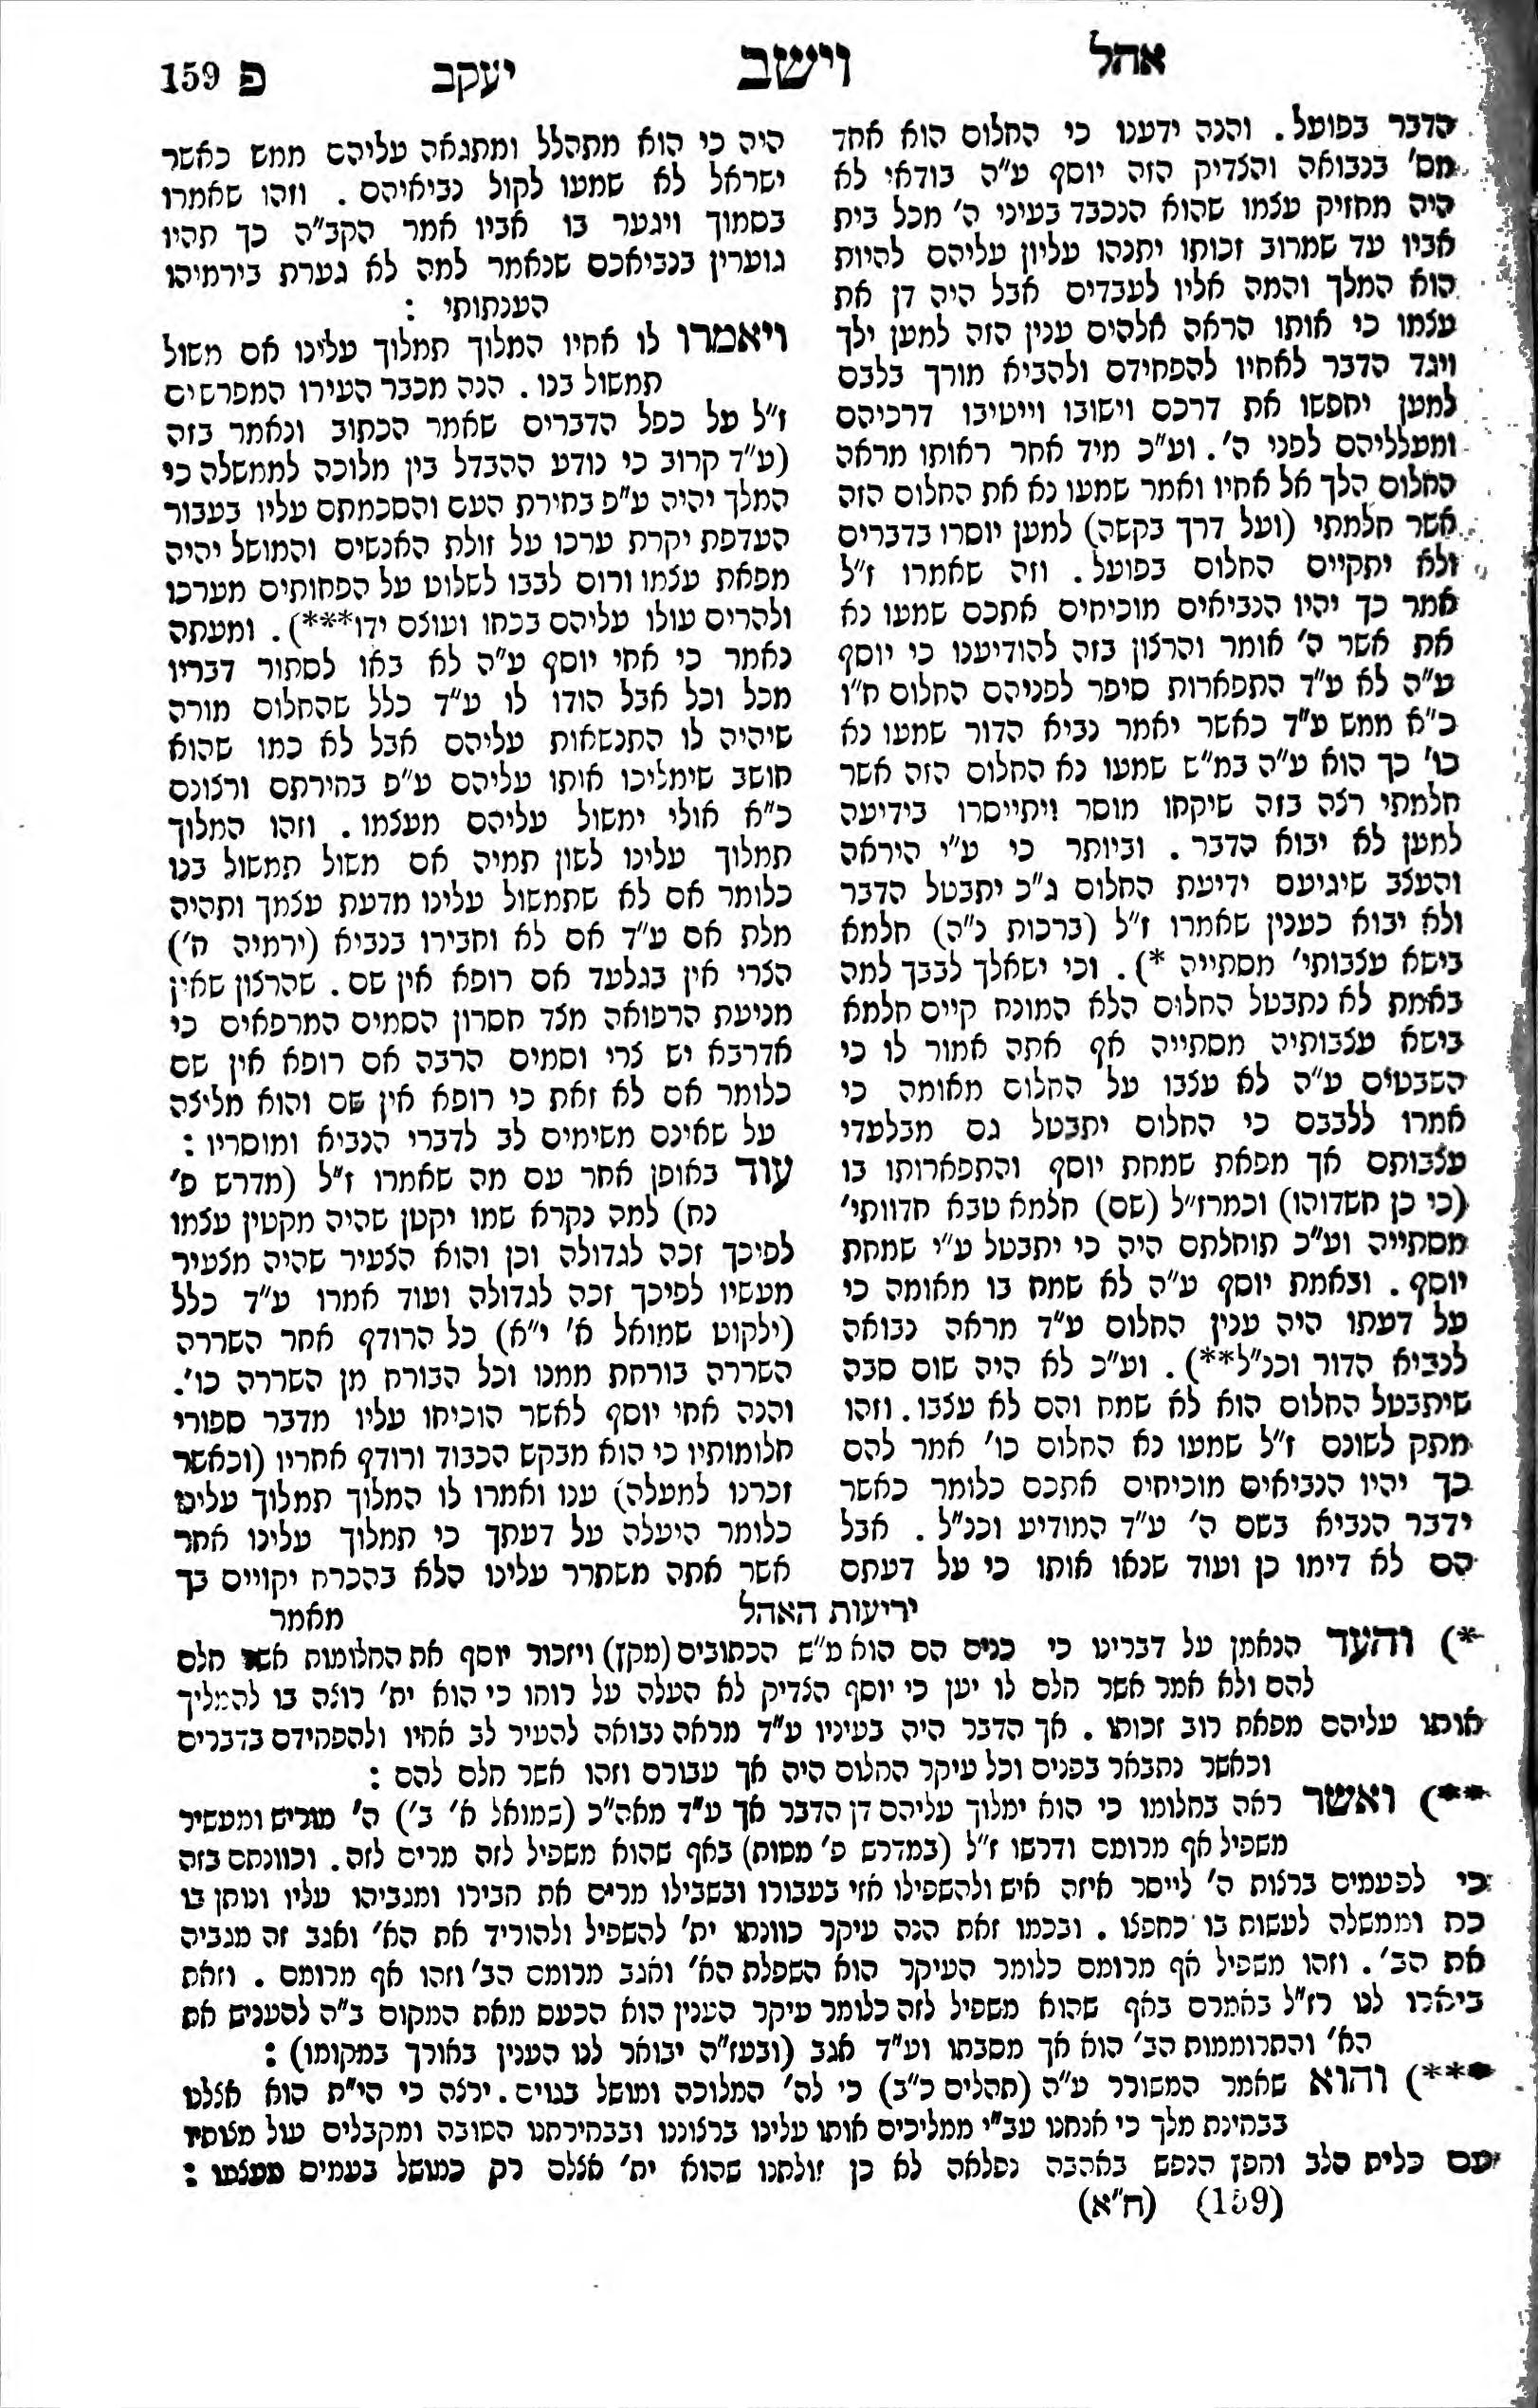 אהל וישב יעקב פ 159
הדבר בפועל. והנה ידענו כי החלום הוא אחד
מס' בנבואה והצדיק הזה יוסף ע"ה בודאי לא
היה מחזיק עצמו שהוא הנכבד בעיני ה' מכל בית
אביו עד שמרוב זכותו יתנהו עליון עליהם להיות
הוא המלך והמה אליו לעבדים אבל היה דן את
עצמו כי אותו הראה אלהים ענין הזה למען ילך
ויגד הדבר לאחיו להפחידם ולהביא מורך בלבם
למען יחפשו את דרכם וישובו וייטיבו דרכיהם
ומעלליהם לפני ה'. וע"כ מיד אחר ראותו מראה
החלום הלך אל אחיו ואמר שמעו נא את החלום הזה
אשר חלמתי (ועל דרך בקשה) למען יוסרו בדברים
ולא יתקיים החלום בפועל. וזה שאמרו ז"ל
אמר כך יהיו הנביאים מוכיחים אתכם שמעו נא
את אשר ה' אומר והרצון בזה להודיענו כי יוסף
ע"ה לא ע"ד התפארות סיפר לפניהם החלום ח"ו
כ"א ממש ע"ד כאשר יאמר נביא הדור שמעו נא
כו' כך הוא ע"ה במ"ש שמעו נא החלום הזה אשר
חלמתי רצה בזה שיקחו מוסר ויתייסרו בידיעה
למען לא יבוא הדבר. וביותר כי ע"י היראה
והעצב שיגיעם ידיעת החלום ג"כ יתבטל הדבר
ולא יבוא כענין שאמרו ז"ל (ברכות נ"ה) חלמא
בישא עצבותי' מסתייה *). וכי ישאלך לבבך למה
באמת לא נתבטל החלום הלא המונח קיים חלמא
בישא עצבותיה מסתייה אף אתה אמור לו כי
השבטים ע"ה לא עצבו על החלום מאומה כי
אמרו ללבבם כי החלום יתבטל גם מבלעדי
עצבותם אך מפאת שמחת יוסף והתפארותו בו
(כי כן חשדוהו) וכמרז"ל (שם) חלמא טבא חדוותי'
מסתייה וע"כ תוחלתם היה כי יתבטל ע"י שמחת
יוסף. ובאמת יוסף ע"ה לא שמח בו מאומה כי
על דעתו היה ענין החלום ע"ד מראה נבואה
לנביא הדור וכנ"ל**). וע"כ לא היה שום סבה
שיתבטל החלום הוא לא שמח והם לא עצבו. וזהו
מתק לשונם ז"ל שמעו נא החלום כו' אמר להם
כך יהיו הנביאים מוכיחים אתכם כלומר כאשר
ידבר הנביא בשם ה' ע"ד המודיע וכנ"ל. אבל
הם לא דימו כן ועוד שנאו אותו כי על דעתם
היה כי הוא מתהלל ומתגאה עליהם ממש כאשר
ישראל לא שמעו לקול נביאיהם. וזהו שאמרו
בסמוך ויגער בו אביו אמר הקב"ה כך תהיו
גוערין בנביאכם שנאמר למה לא גערת בירמיהו
הענתותי :
ויאמרו לו אחיו המלוך תמלוך עלינו אם משול
תמשול בנו. הנה מכבר העירו המפרשים
ז"ל על כפל הדברים שאמר הכתוב ונאמר בזה
(ע"ד קרוב כי נודע ההבדל בין מלוכה לממשלה כי
המלך יהיה ע"פ בחירת העם והסכמתם עליו בעבור
העדפת יקרת ערכו על זולת האנשים והמושל יהיה
מפאת עצמו ורום לבבו לשלוט על הפחותים מערכו
ולהרים עולו עליהם בכחו ועוצם ידו***). ומעתה
נאמר כי אחי יוסף ע"ה לא באו לסתור דבריו
מכל וכל אבל הודו לו ע"ד כלל שהחלום מורה
שיהיה לו התנשאות עליהם אבל לא כמו שהוא
חושב שימליכו אותו עליהם ע"פ בחירתם ורצונם
כ"א אולי ימשול עליהם מעצמו. וזהו המלוך
תמלוך עלינו לשון תמיה אם משול תמשול בנו
כלומר אם לא שתמשול עלינו מדעת עצמך ותהיה
מלת אם ע"ד אם לא וחבירו בנביא (ירמיה ח')
הצרי אין בגלעד אם רופא אין שם. שהרצון שאין
מניעת הרפואה מצד חסרון הסמים המרפאים כי
אדרבא יש צרי וסמים הרבה אם רופא אין שם
כלומר אם לא זאת כי רופא אין שם והוא מליצה
על שאינם משימים לב לדברי הנביא ומוסריו :
עוד באופן אחר עם מה שאמרו ז"ל (מדרש פ'
נח) למה נקרא שמו יקטן שהיה מקטין עצמו
לפיכך זכה לגדולה וכן והוא הצעיר שהיה מצעיר
מעשיו לפיכך זכה לגדולה ועוד אמרו ע"ד כלל
(ילקוט שמואל א' י"א) כל הרודף אחר השררה
השררה בורחת ממנו וכל הבורח מן השררה כו'.
והנה אחי יוסף לאשר הוכיחו עליו מדבר ספורי
חלומותיו כי הוא מבקש הכבוד ורודף אחריו (וכאשר
זכרנו למעלה) ענו ואמרו לו המלוך תמלוך עלינו
כלומר היעלה על דעתך כי תמלוך עלינו אחר
אשר אתה משתרר עלינו הלא בהכרח יקויים בך
מאמר
יריעות האהל
*) והעד הנאמן על דברינו כי כנים הם הוא מ"ש הכתובים (מקץ) ויזכור יוסף את החלומות אשר חלם
להם ולא אמר אשר חלם לו יען כי יוסף הצדיק לא העלה על רוחו כי הוא ית' רוצה בו להמליך
אותו עליהם מפאת רוב זכותו. אך הדבר היה בעיניו ע"ד מראה נבואה להעיר לב אחיו ולהפחידם בדברים
וכאשר נתבאר בפנים וכל עיקר החלום היה אך עבורם וזהו אשר חלם להם :
**) ואשר ראה בחלומו כי הוא ימלוך עליהם דן הדבר אך ע"ד מאה"כ (שמואל א' ב') ה' מוריש ומעשיר
משפיל אף מרומם ודרשו ז"ל (במדרש פ' מטות) באף שהוא משפיל לזה מרים לזה. וכוונתם בזה
כי לפעמים ברצות ה' לייסר איזה איש ולהשפילו אזי בעבורו ובשבילו מרים את חבירו ומגביהו עליו ונותן בו
כח וממשלה לעשות בו כחפצו. ובכמו זאת הנה עיקר כוונתו ית' להשפיל ולהוריד את הא' ואגב זה מגביה
את הב'. וזהו משפיל אף מרומם כלומר העיקר הוא השפלת הא' ואגב מרומם הב' וזהו אף מרומם. וזאת
ביארו לנו רז"ל באמרם באף שהוא משפיל לזה כלומר עיקר הענין הוא הכעס מאת המקום ב"ה להעניש את
הא' והתרוממות הב' הוא אך מסבתו וע"ד אגב (ובעז"ה יבואר לנו הענין באורך במקומו) :
***) והוא שאמר המשורר ע"ה (תהלים כ"ב) כי לה' המלוכה ומושל בגוים. ירצה כי הי"ת הוא אצלנו
בבחינת מלך כי אנחנו עב"י ממליכים אותו עלינו ברצוננו ובבחירתנו הטובה ומקבלים עול מצותיו
עם כלית הלב וחפץ הנפש באהבה נפלאה לא כן זולתנו שהוא ית' אצלם רק כמושל בעמים מעצמו :
(159) (ח"א)